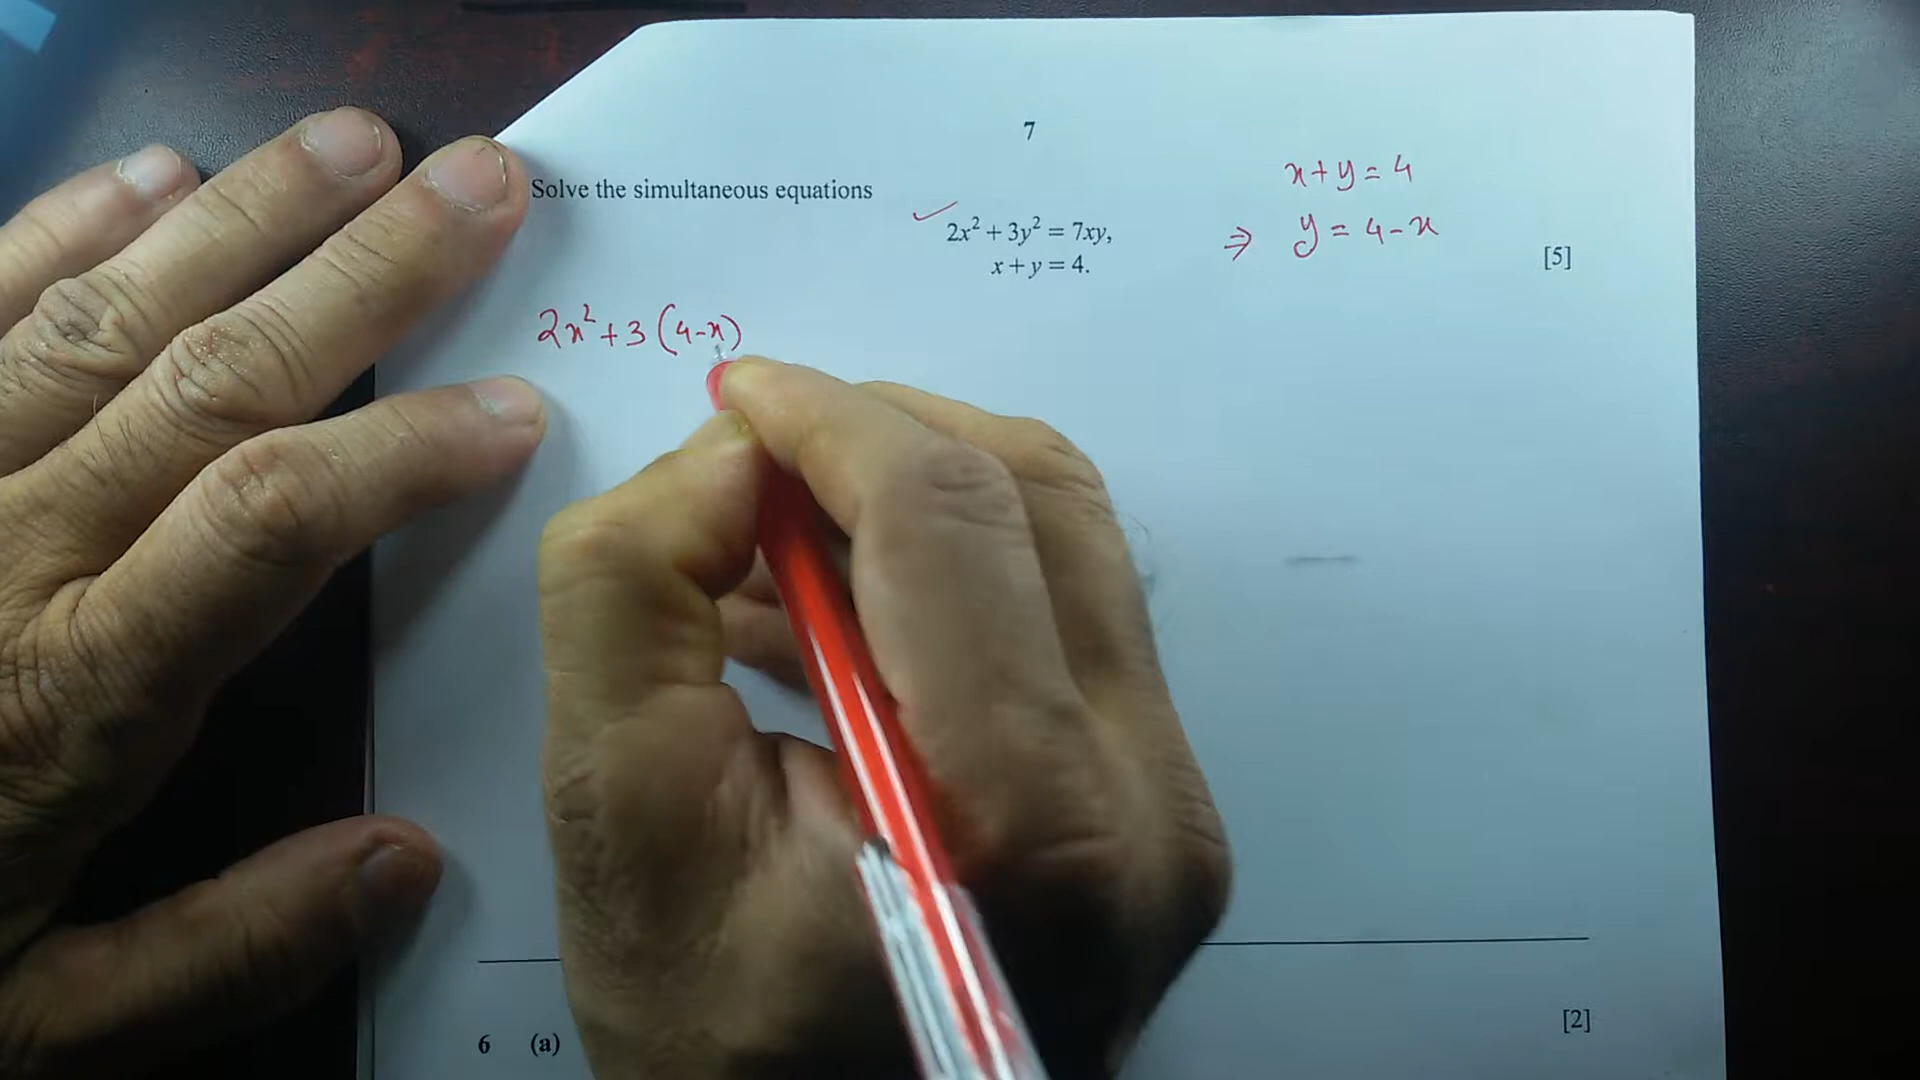 7
Solve the simultaneous equations
2x² + 3y² = 7xy,
x + y = 4.
[5]
x + y = 4
⇒ y = 4 - x
2x² + 3 (4-x)
[2]
6 (a)